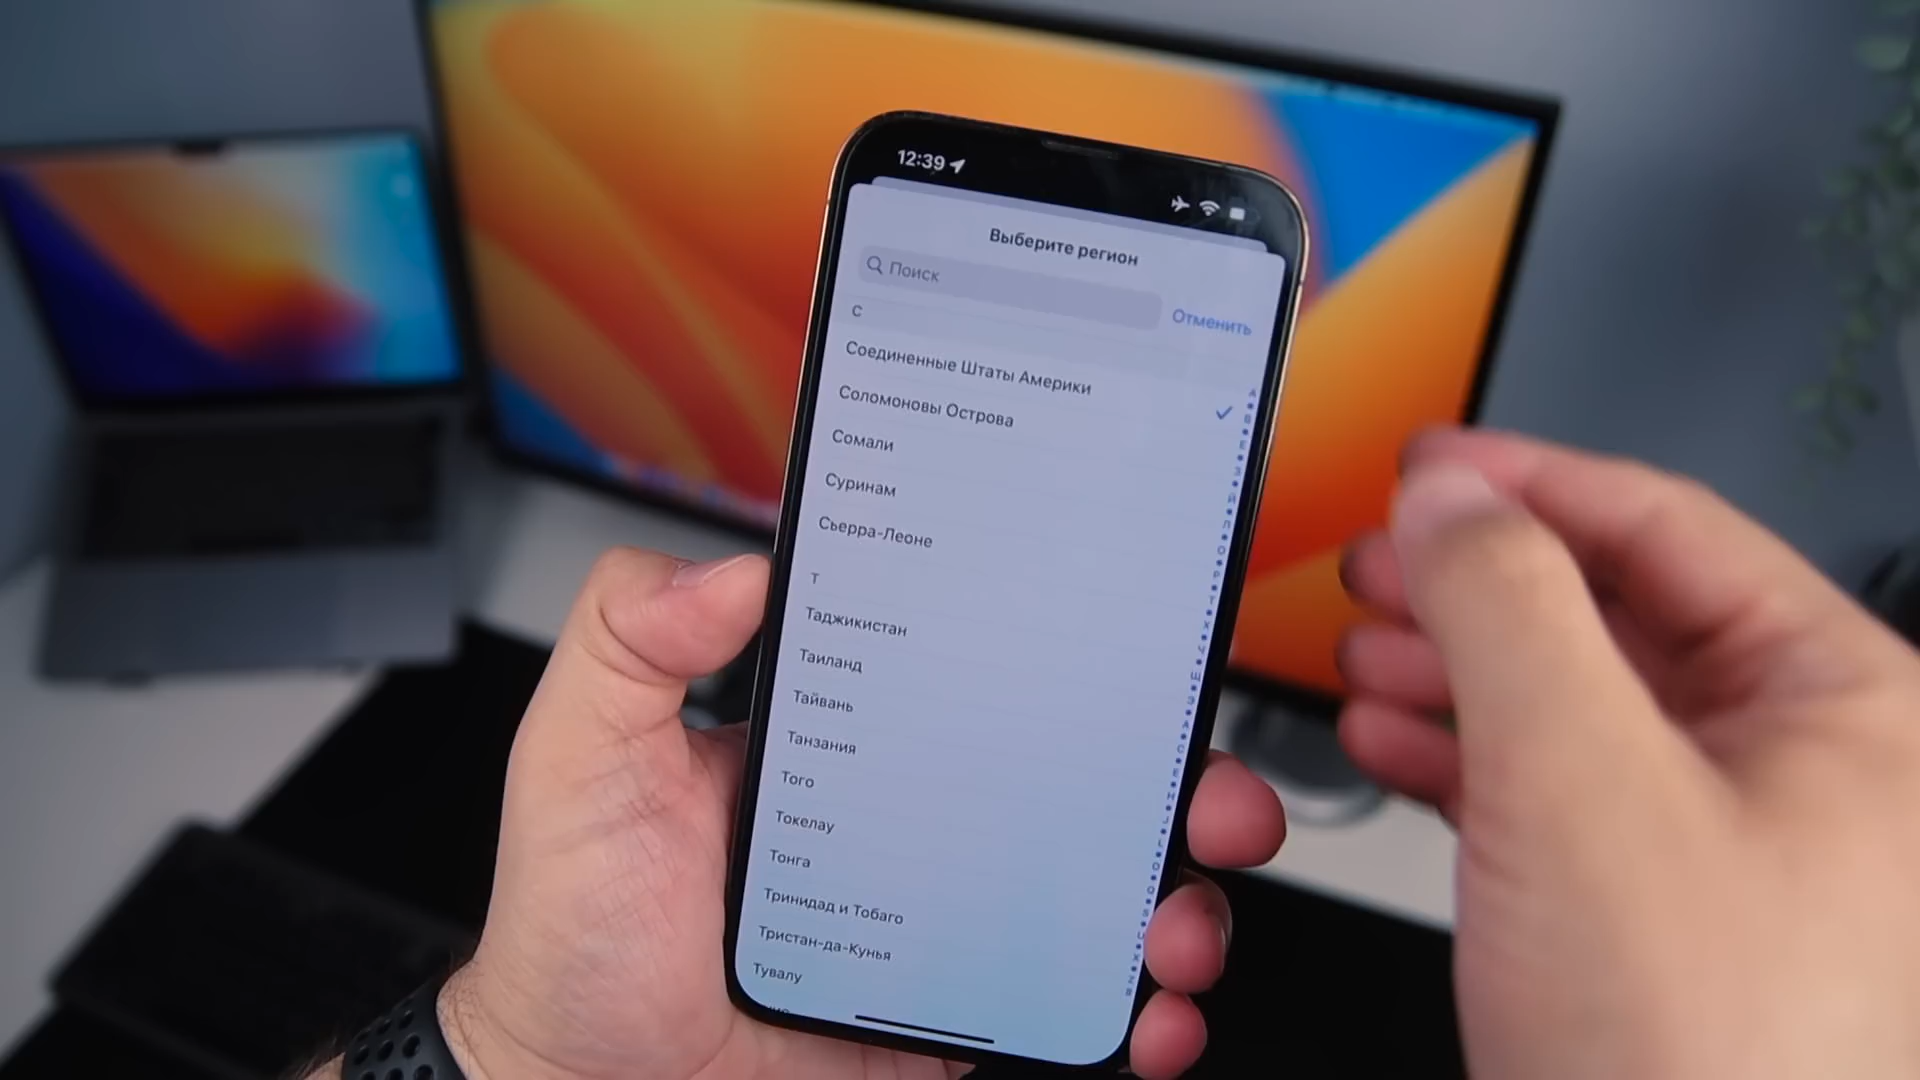 12:39
Выберите регион
Поиск
Отменить
С
Соединенные Штаты Америки
Соломоновы Острова
Сомали
Суринам
Сьерра-Леоне
Т
Таджикистан
Таиланд
Тайвань
Танзания
Того
Токелау
Тонга
Тринидад и Тобаго
Тристан-да-Кунья
Тувалу